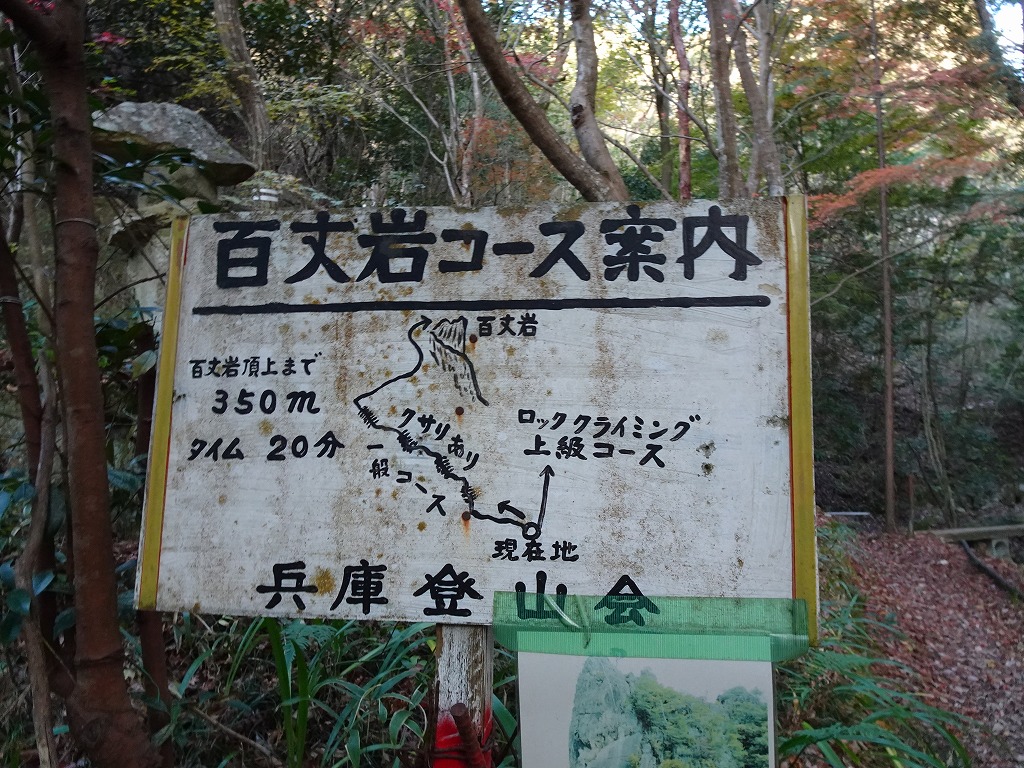 百丈岩コース案内
百丈岩
百丈岩頂上まで
350m
タイム 20分
クサリあり
一般コース
ロッククライミング
上級コース
現在地
兵庫登山会